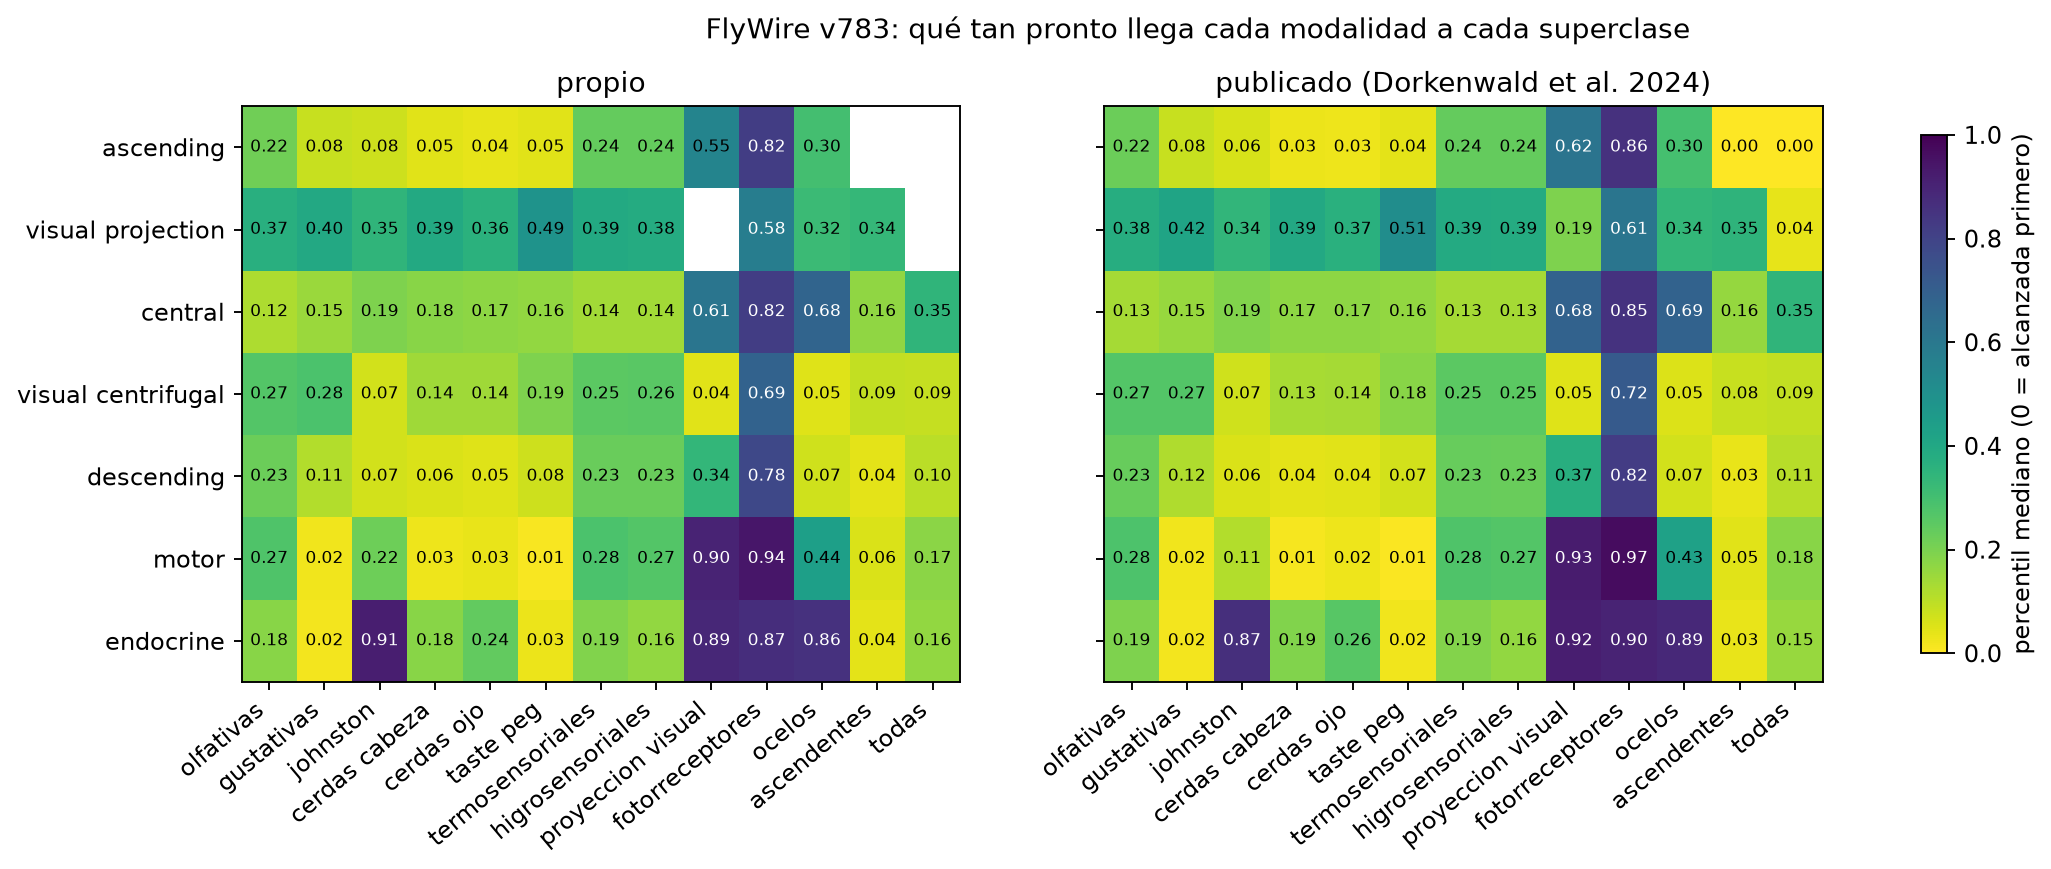 FlyWire v783: qué tan pronto llega cada modalidad a cada superclase
propio
ascending 0.22 0.08 0.08 0.05 0.04 0.05 0.24 0.24 0.55 0.82 0.30
visual projection 0.37 0.40 0.35 0.39 0.36 0.49 0.39 0.38 0.58 0.32 0.34
central 0.12 0.15 0.19 0.18 0.17 0.16 0.14 0.14 0.61 0.82 0.68 0.16 0.35
visual centrifugal 0.27 0.28 0.07 0.14 0.14 0.19 0.25 0.26 0.04 0.69 0.05 0.09 0.09
descending 0.23 0.11 0.07 0.06 0.05 0.08 0.23 0.23 0.34 0.78 0.07 0.04 0.10
motor 0.27 0.02 0.22 0.03 0.03 0.01 0.28 0.27 0.90 0.94 0.44 0.06 0.17
endocrine 0.18 0.02 0.91 0.18 0.24 0.03 0.19 0.16 0.89 0.87 0.86 0.04 0.16
olfativas
gustativas
johnston
cerdas cabeza
cerdas ojo
taste peg
termosensoriales
higrosensoriales
proyeccion visual
fotorreceptores
ocelos
ascendentes
todas
publicado (Dorkenwald et al. 2024)
0.22 0.08 0.06 0.03 0.03 0.04 0.24 0.24 0.62 0.86 0.30 0.00 0.00
0.38 0.42 0.34 0.39 0.37 0.51 0.39 0.39 0.19 0.61 0.34 0.35 0.04
0.13 0.15 0.19 0.17 0.17 0.16 0.13 0.13 0.68 0.85 0.69 0.16 0.35
0.27 0.27 0.07 0.13 0.14 0.18 0.25 0.25 0.05 0.72 0.05 0.08 0.09
0.23 0.12 0.06 0.04 0.04 0.07 0.23 0.23 0.37 0.82 0.07 0.03 0.11
0.28 0.02 0.11 0.01 0.02 0.01 0.28 0.27 0.93 0.97 0.43 0.05 0.18
0.19 0.02 0.87 0.19 0.26 0.02 0.19 0.16 0.92 0.90 0.89 0.03 0.15
olfativas
gustativas
johnston
cerdas cabeza
cerdas ojo
taste peg
termosensoriales
higrosensoriales
proyeccion visual
fotorreceptores
ocelos
ascendentes
todas
1.0
0.8
0.6
0.4
0.2
0.0
percentil mediano (0 = alcanzada primero)